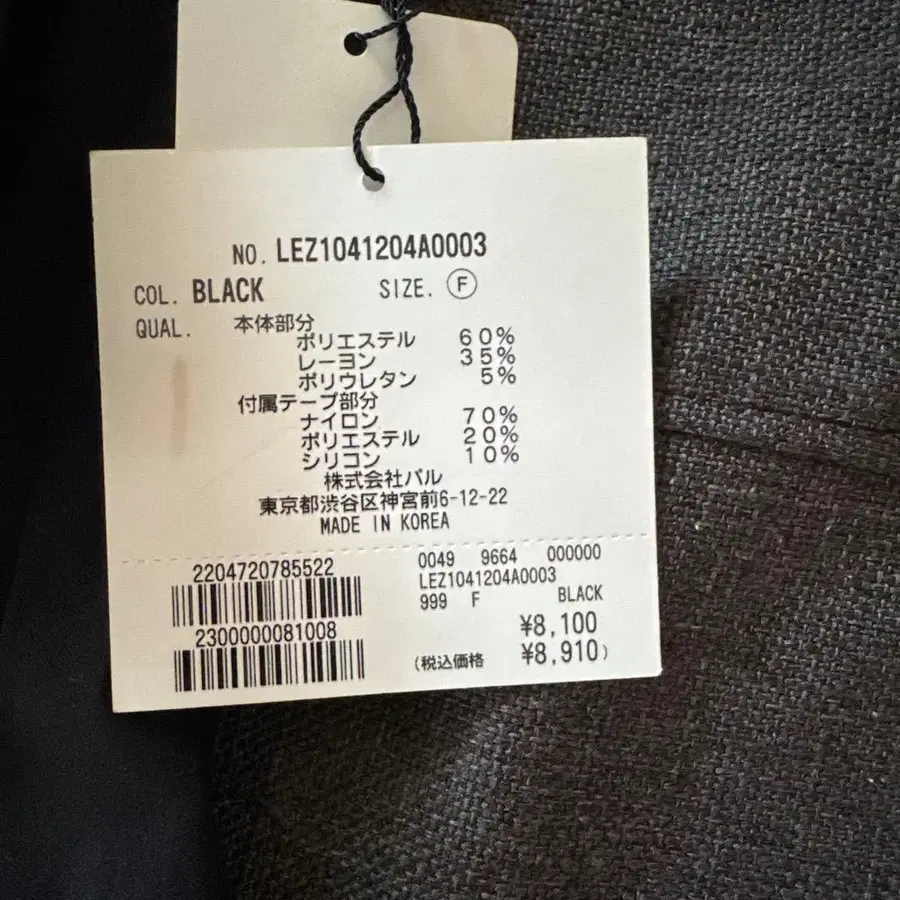 NO. LEZ1041204A0003
COL. BLACK SIZE. Ⓕ
QUAL. 本体部分
ポリエステル 60%
レーヨン 35%
ポリウレタン 5%
付属テープ部分
ナイロン 70%
ポリエステル 20%
シリコン 10%
株式会社パル
東京都渋谷区神宮前6-12-22
MADE IN KOREA
2204720785522
2300000081008
0049 9664 000000
LEZ1041204A0003
999 F BLACK
¥8,100
(税込価格 ¥8,910)